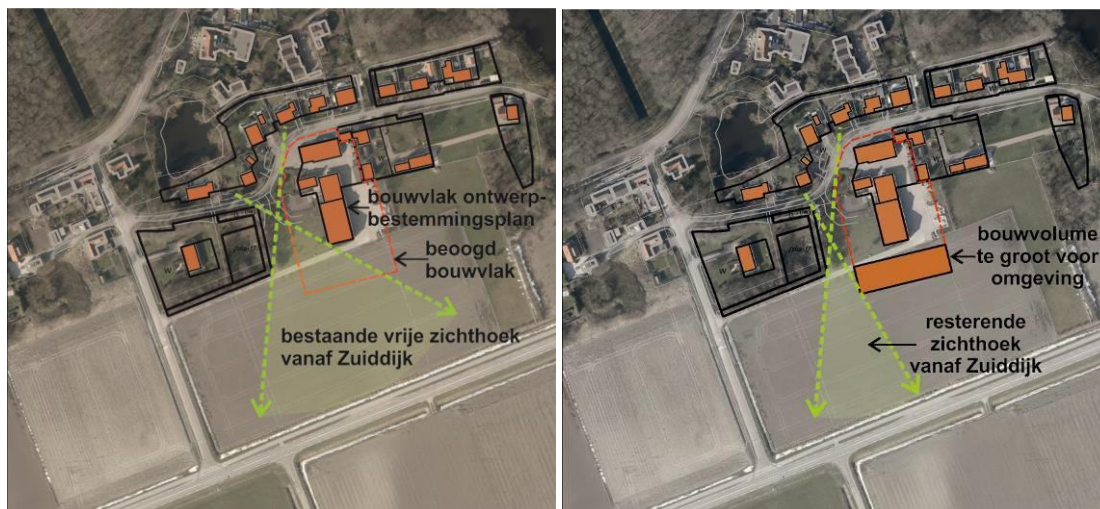 bouwvlak ontwerp-
bestemmingsplan
beoogd
bouwvlak
bestaande vrije zichthoek
vanaf Zuiddijk
bouwvolume
te groot voor
omgeving
resterende
zichthoek
vanaf Zuiddijk